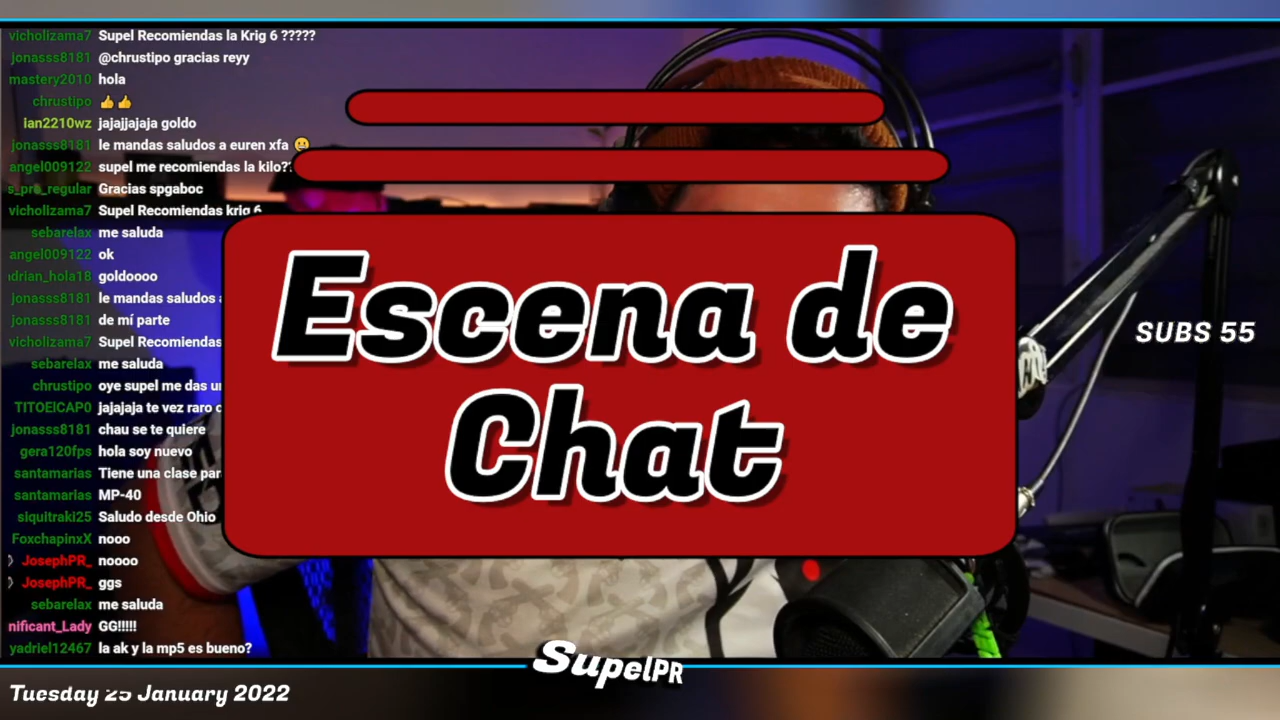 vicholizama7 Supel Recomiendas la Krig 6 ?????
jonasss8181 @chrustipo gracias reyy
mastery2010 hola
chrustipo 👍👍
ian2210wz jajajjajaja goldo
jonasss8181 le mandas saludos a euren xfa 😀
angel009122 supel me recomiendas la kilo??
s_pro_regular Gracias spgaboc
vicholizama7 Supel Recomiendas krig 6
sebarelax me saluda
angel009122 ok
drian_hola18 goldoooo
jonasss8181 le mandas saludos a
jonasss8181 de mí parte
vicholizama7 Supel Recomiendas
sebarelax me saluda
chrustipo oye supel me das
TITOElCAP0 jajajaja te vez raro
jonasss8181 chau se te quiere
gera120fps hola soy nuevo
santamarias Tiene una clase
santamarias MP-40
siquitraki25 Saludo desde Ohio
FoxchapinxX nooo
JosephPR_ noooo
JosephPR_ ggs
sebarelax me saluda
nificant_Lady GG!!!!!
yadriel12467 la ak y la mp5 es bueno?
Escena de
Chat
SUBS 55
SupelPR
Tuesday 25 January 2022